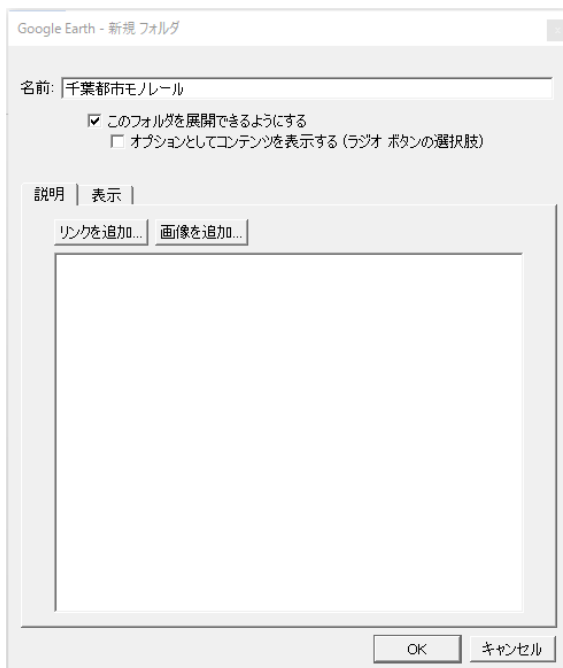 Google Earth - 新規 フォルダ
名前: 千葉都市モノレール
このフォルダを展開できるようにする
オプションとしてコンテンツを表示する (ラジオ ボタンの選択肢)
説明 表示
リンクを追加... 画像を追加...
OK キャンセル